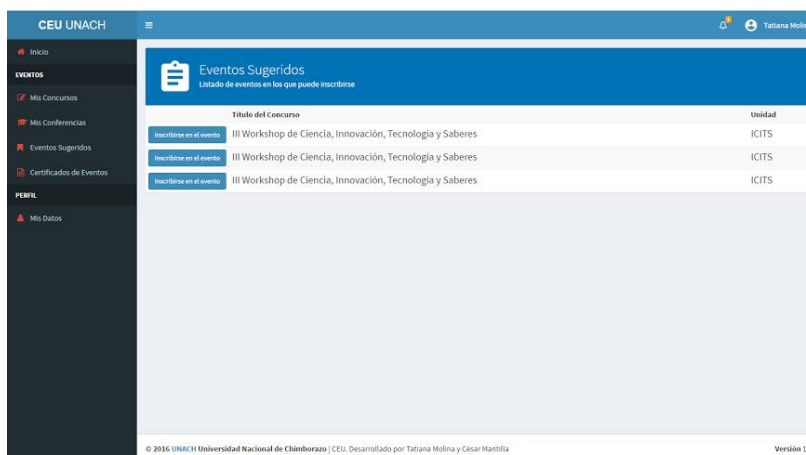 CEU UNACH
Tatiana Molin
Inicio
EVENTOS
Mis Concursos
Mis Conferencias
Eventos Sugeridos
Certificados de Eventos
PERFIL
Mis Datos
Eventos Sugeridos
Listado de eventos en los que puede inscribirse
Título del Concurso Unidad
Inscribirse en el evento III Workshop de Ciencia, Innovación, Tecnología y Saberes ICITS
Inscribirse en el evento III Workshop de Ciencia, Innovación, Tecnología y Saberes ICITS
Inscribirse en el evento III Workshop de Ciencia, Innovación, Tecnología y Saberes ICITS
© 2016 UNACH Universidad Nacional de Chimborazo | CEU. Desarrollado por Tatiana Molina y César Mantilla Versión 1